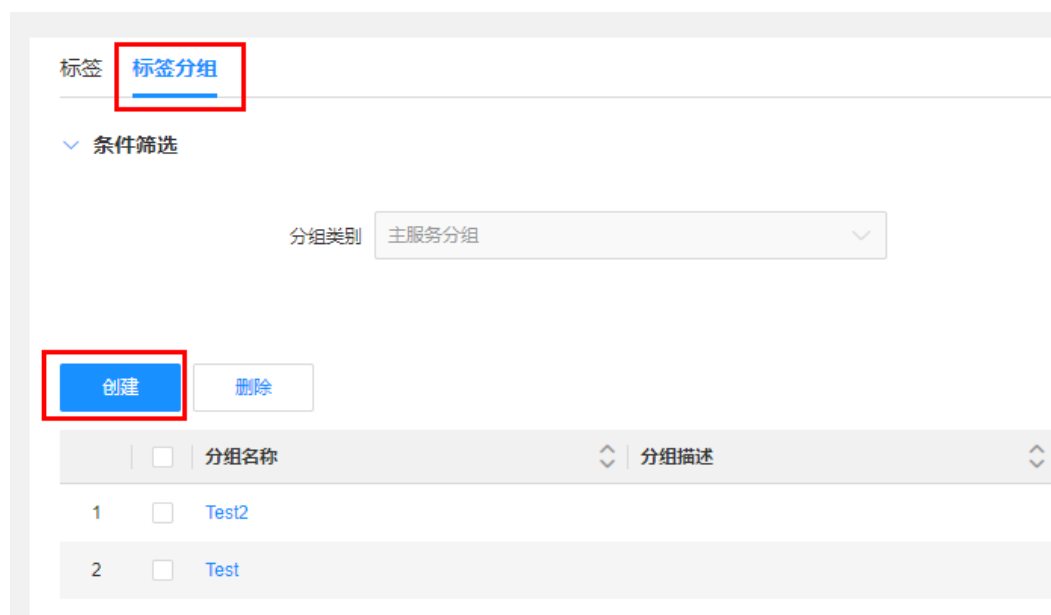 标签 标签分组
条件筛选
分组类别 主服务分组
创建 删除
分组名称 分组描述
1 Test2
2 Test